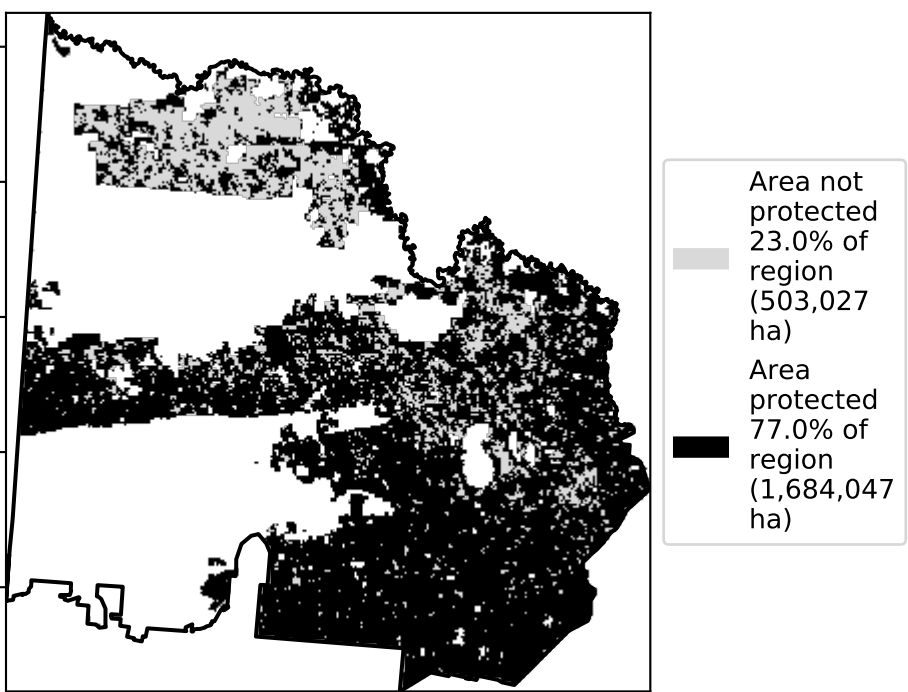 Area not
protected
23.0% of
region
(503,027
ha)
Area
protected
77.0% of
region
(1,684,047
ha)